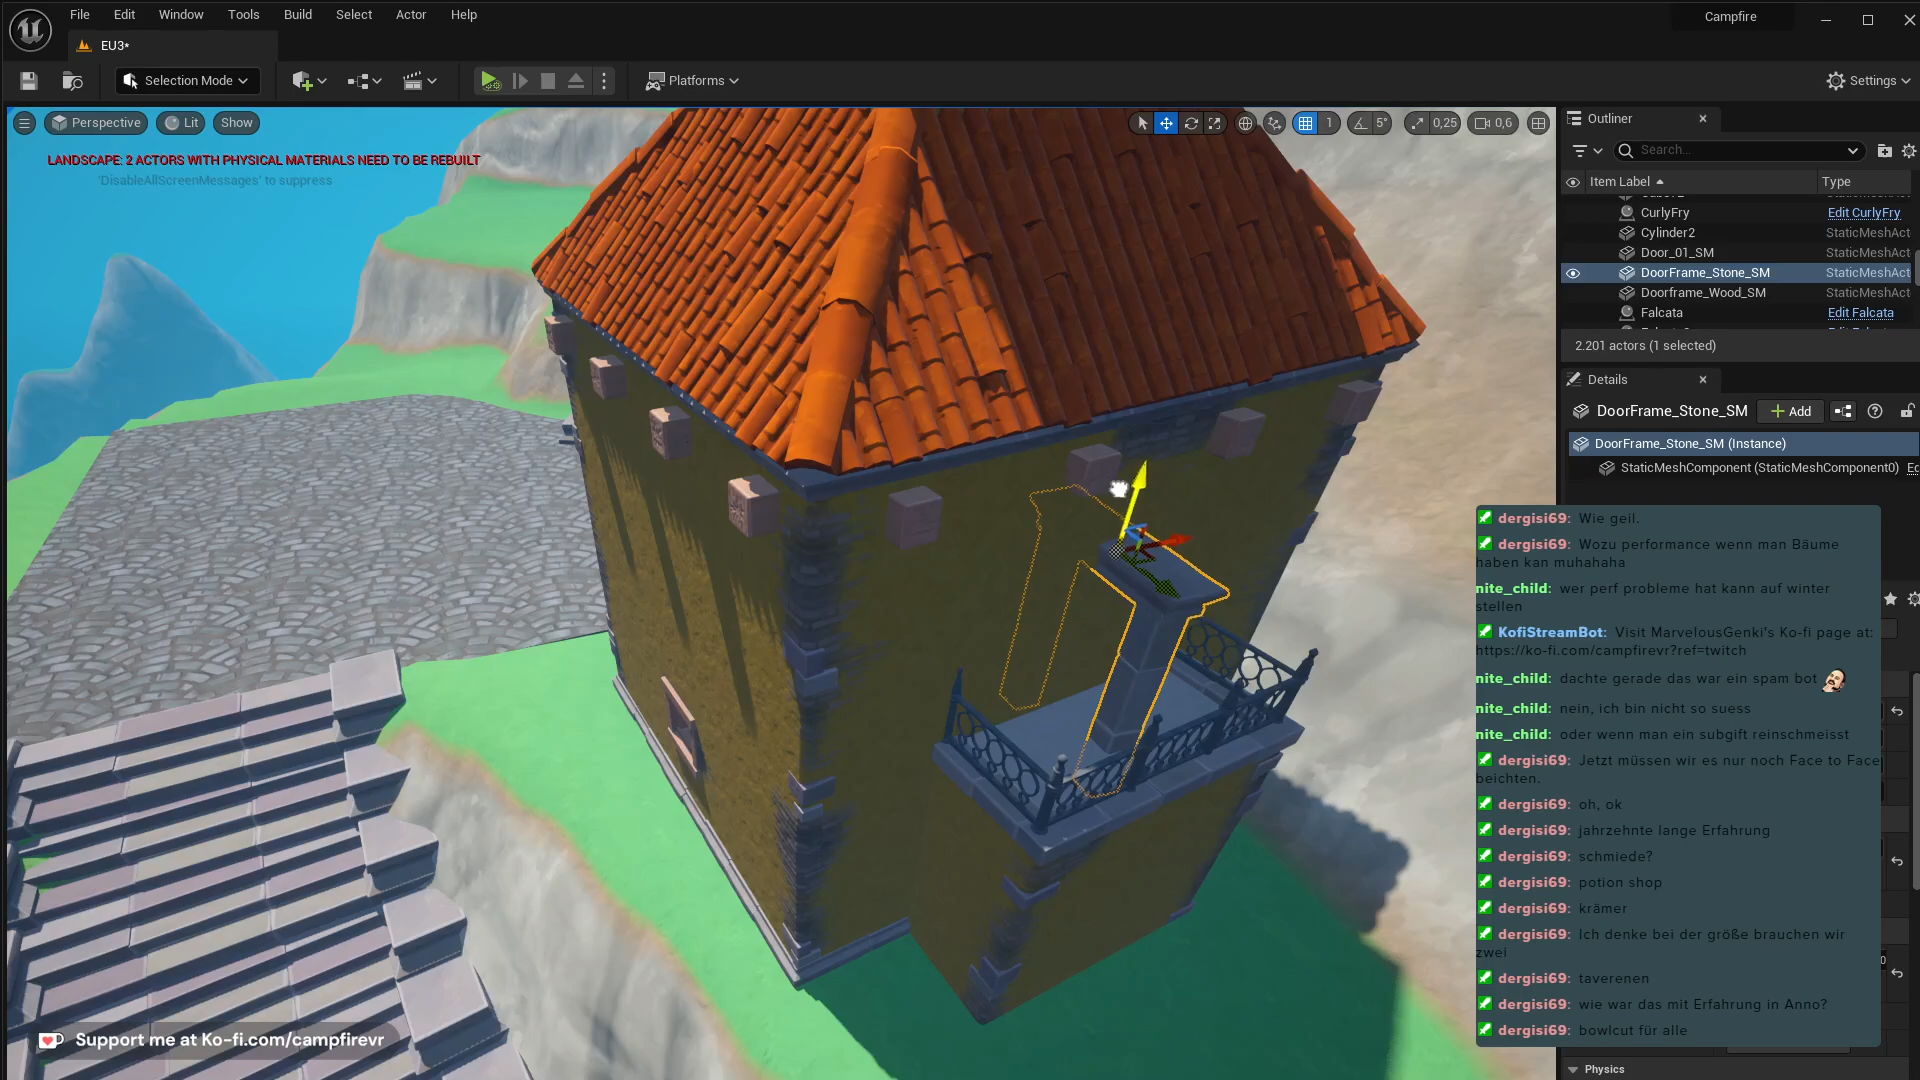 File Edit Window Tools Build Select Actor Help
Campfire
EU3*
Selection Mode
Platforms
Settings
Perspective Lit Show
1 5° 0,25 0,6
LANDSCAPE: 2 ACTORS WITH PHYSICAL MATERIALS NEED TO BE REBUILT
'DisableAllScreenMessages' to suppress
Outliner
Search...
Item Label Type
CurlyFry Edit CurlyFry
Cylinder2 StaticMeshAct
Door_01_SM StaticMeshAct
DoorFrame_Stone_SM StaticMeshAct
Doorframe_Wood_SM StaticMeshAct
Falcata Edit Falcata
2.201 actors (1 selected)
Details
DoorFrame_Stone_SM Add
DoorFrame_Stone_SM (Instance)
StaticMeshComponent (StaticMeshComponent0)
dergisi69: Wie geil.
dergisi69: Wozu performance wenn man Bäume
haben kan muhahaha
nite_child: wer perf probleme hat kann auf winter
stellen
KofiStreamBot: Visit MarvelousGenki's Ko-fi page at:
https://ko-fi.com/campfirevr?ref=twitch
nite_child: dachte gerade das war ein spam bot
nite_child: nein, ich bin nicht so suess
nite_child: oder wenn man ein subgift reinschmeisst
dergisi69: Jetzt müssen wir es nur noch Face to Face
beichten.
dergisi69: oh, ok
dergisi69: jahrzehnte lange Erfahrung
dergisi69: schmiede?
dergisi69: potion shop
dergisi69: krämer
dergisi69: Ich denke bei der größe brauchen wir
zwei
dergisi69: taverenen
dergisi69: wie war das mit Erfahrung in Anno?
dergisi69: bowlcut für alle
Physics
Support me at Ko-fi.com/campfirevr